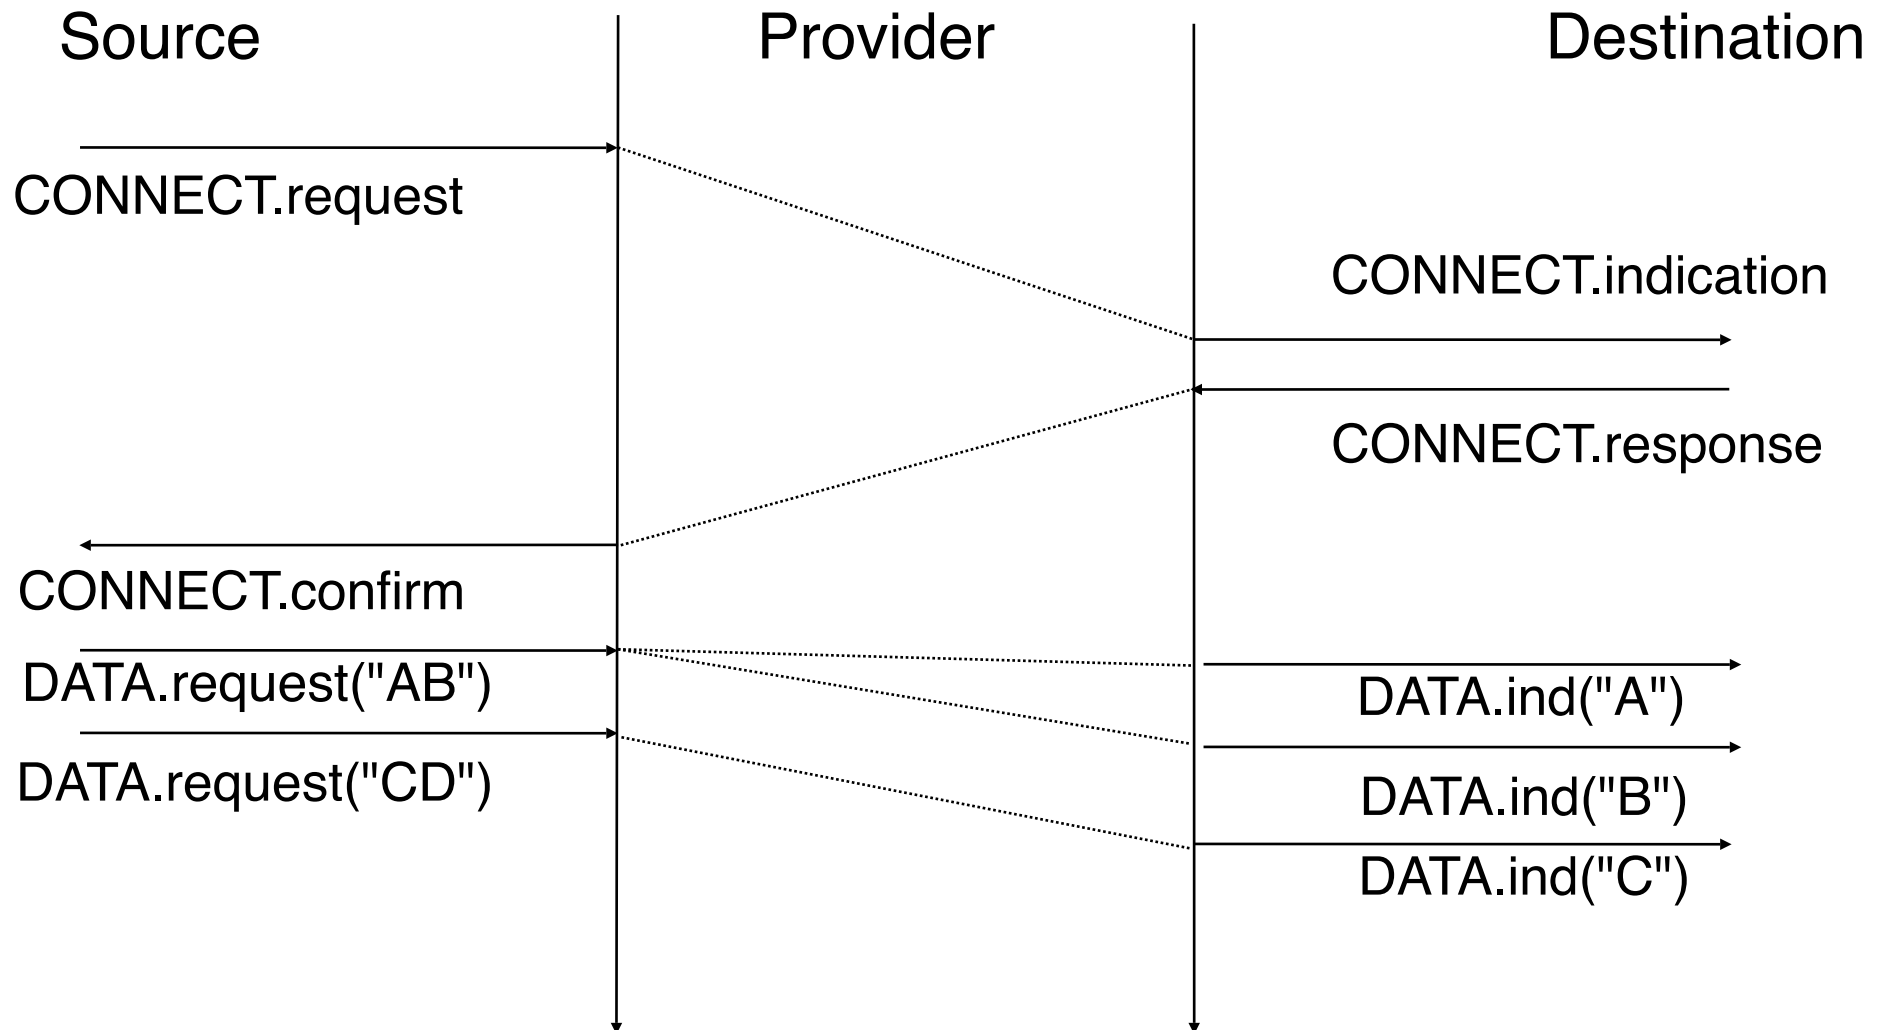 Source
Provider
Destination
CONNECT.request
CONNECT.indication
CONNECT.response
CONNECT.confirm
DATA.request("AB")
DATA.ind("A")
DATA.request("CD")
DATA.ind("B")
DATA.ind("C")